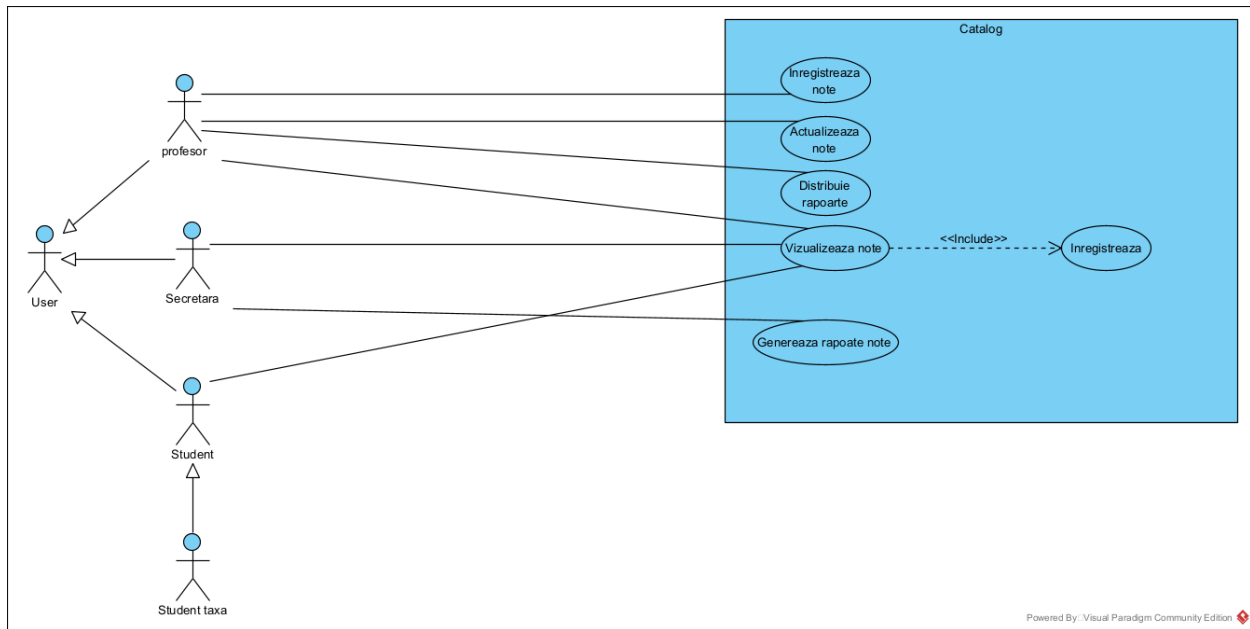 Catalog
Inregistreaza
note
profesor
Actualizeaza
note
Distribuie
rapoarte
Vizualizeaza note
<<Include>>
Inregistreaza
User
Secretara
Genereaza rapoate note
Student
Student taxa
Powered By Visual Paradigm Community Edition